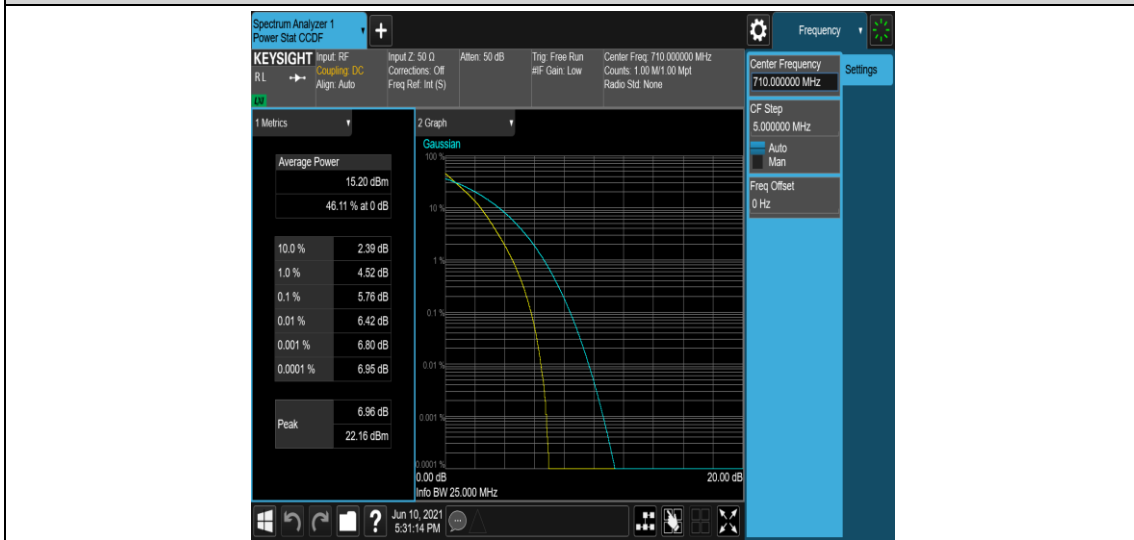 Spectrum Analyzer 1
Power Stat CCDF
+
Frequency
KEYSIGHT
RL
LXI
Input: RF
Coupling: DC
Align: Auto
Input Z: 50 Ω
Corrections: Off
Freq Ref: Int (S)
Atten: 50 dB
Trig: Free Run
#IF Gain: Low
Center Freq: 710.000000 MHz
Counts: 1.00 M/1.00 Mpt
Radio Std: None
Center Frequency
710.000000 MHz
Settings
CF Step
5.000000 MHz
Auto
Man
Freq Offset
0 Hz
1 Metrics
Average Power
15.20 dBm
46.11 % at 0 dB
10.0 % 2.39 dB
1.0 % 4.52 dB
0.1 % 5.76 dB
0.01 % 6.42 dB
0.001 % 6.80 dB
0.0001 % 6.95 dB
Peak
6.96 dB
22.16 dBm
2 Graph
Gaussian
100 %
10 %
1 %
0.1 %
0.01 %
0.001 %
0.0001 %
0.00 dB 20.00 dB
Info BW 25.000 MHz
?
Jun 10, 2021
5:31:14 PM